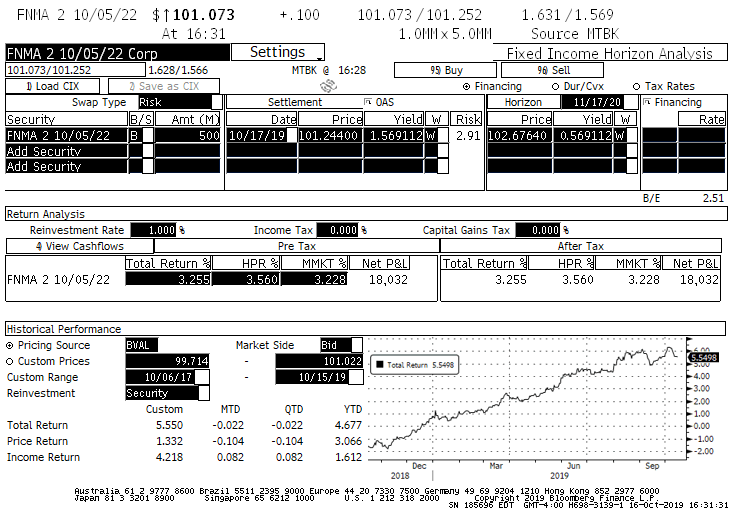 FNMA 2 10/05/22 $↑101.073 +.100 101.073/101.252 1.631/1.569
At 16:31 1.0MM x 5.0MM Source MTBK
FNMA 2 10/05/22 Corp Settings Fixed Income Horizon Analysis
101.073/101.252 1.628/1.566 MTBK @ 16:28 95) Buy 96) Sell
1) Load CIX 2) Save as CIX Financing Dur/Cvx Tax Rates
Swap Type Risk Settlement OAS Horizon 11/17/20 Financing
Security B/S Amt (M) Date Price Yield W Risk Price Yield W Rate
FNMA 2 10/05/22 B 500 10/17/19 101.24400 1.569112 W 2.91 102.67640 0.569112 W
Add Security
Add Security
B/E 2.51
Return Analysis
Reinvestment Rate 1.000 % Income Tax 0.000 % Capital Gains Tax 0.000 %
4) View Cashflows Pre Tax After Tax
Total Return % HPR % MMKT % Net P&L Total Return % HPR % MMKT % Net P&L
FNMA 2 10/05/22 3.255 3.560 3.228 18,032 3.255 3.560 3.228 18,032
Historical Performance
Pricing Source BVAL Market Side Bid
Custom Prices 99.714 - 101.022
Custom Range 10/06/17 - 10/15/19
Reinvestment Security
Custom MTD QTD YTD
Total Return 5.550 -0.022 -0.022 4.677
Price Return 1.332 -0.104 -0.104 3.066
Income Return 4.218 0.082 0.082 1.612
Total Return 5.5498
6.00
5.5498
4.00
3.00
2.00
1.00
0.00
-1.00
-2.00
Dec Mar Jun Sep
2018 2019
Australia 61 2 9777 8600 Brazil 5511 2395 9000 Europe 44 20 7330 7500 Germany 49 69 9204 1210 Hong Kong 852 2977 6000
Japan 81 3 3201 8900 Singapore 65 6212 1000 U.S. 1 212 318 2000 Copyright 2019 Bloomberg Finance L.P.
SN 185696 EDT GMT-4:00 H698-3139-1 16-Oct-2019 16:31:31